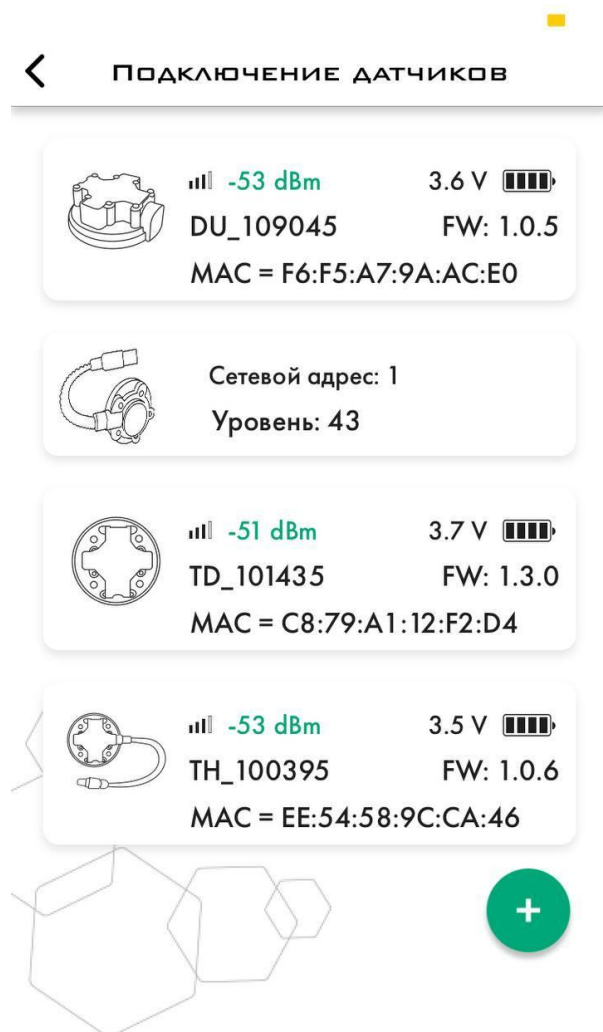 Подключение датчиков
-53 dBm 3.6 V
DU_109045 FW: 1.0.5
MAC = F6:F5:A7:9A:AC:E0
Сетевой адрес: 1
Уровень: 43
-51 dBm 3.7 V
TD_101435 FW: 1.3.0
MAC = C8:79:A1:12:F2:D4
-53 dBm 3.5 V
TH_100395 FW: 1.0.6
MAC = EE:54:58:9C:CA:46
+